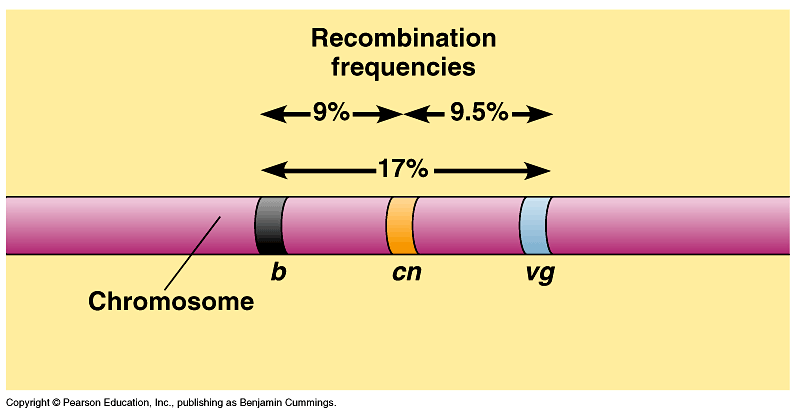 Recombination
frequencies
9% 9.5%
17%
b cn vg
Chromosome
Copyright © Pearson Education, Inc., publishing as Benjamin Cummings.